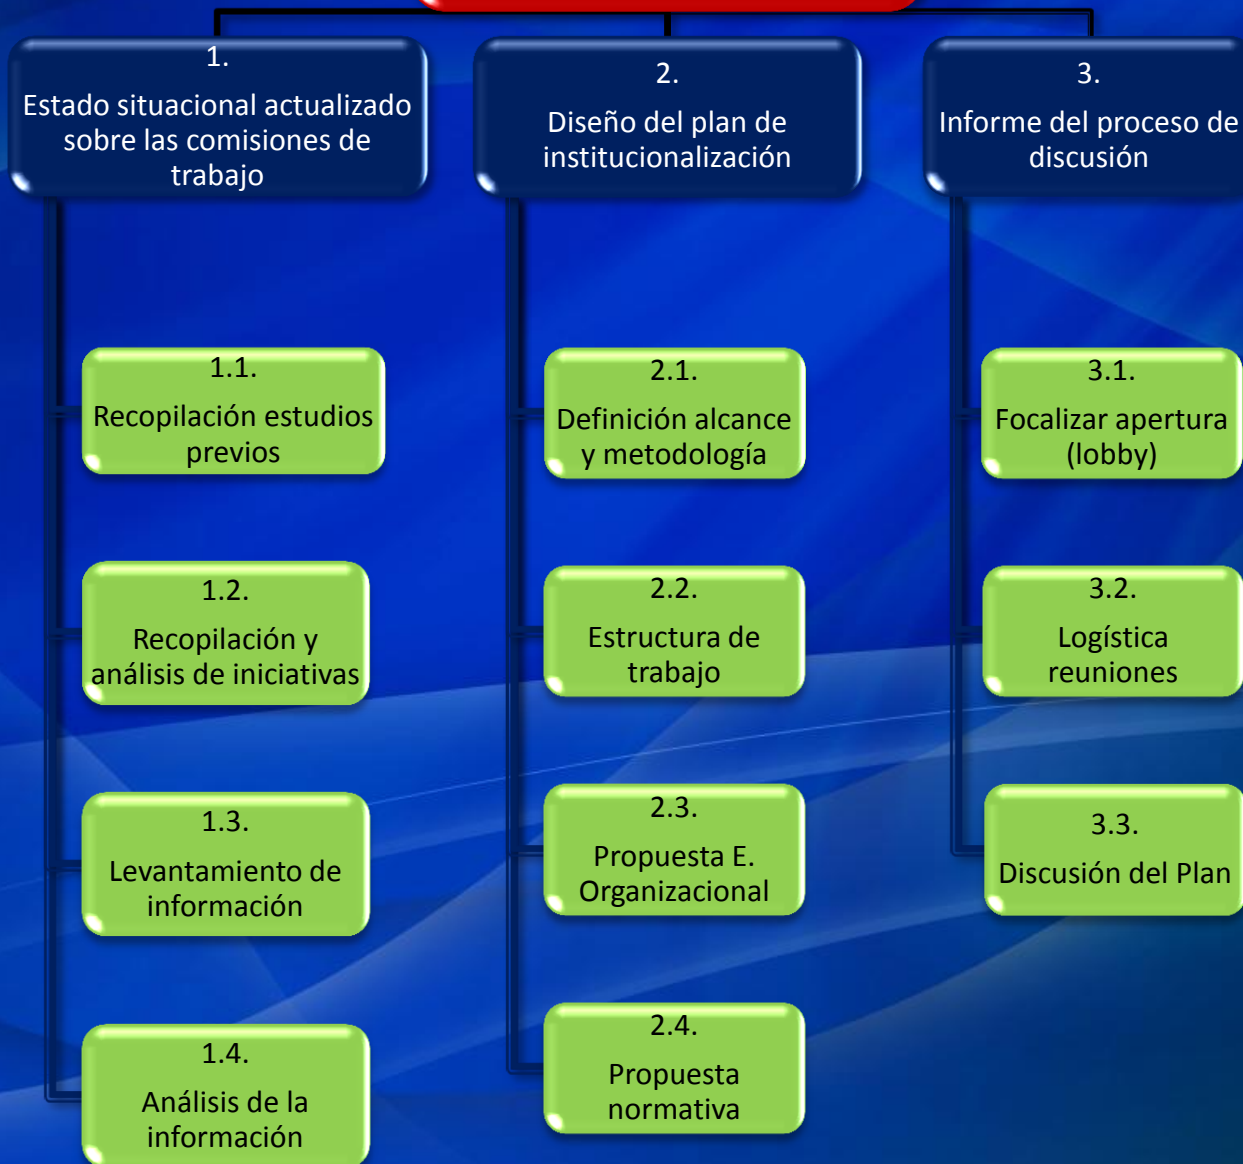 1.
Estado situacional actualizado
sobre las comisiones de
trabajo
1.1.
Recopilación estudios
previos
1.2.
Recopilación y
análisis de iniciativas
1.3.
Levantamiento de
información
1.4.
Análisis de la
información
2.
Diseño del plan de
institucionalización
2.1.
Definición alcance
y metodología
2.2.
Estructura de
trabajo
2.3.
Propuesta E.
Organizacional
2.4.
Propuesta
normativa
3.
Informe del proceso de
discusión
3.1.
Focalizar apertura
(lobby)
3.2.
Logística
reuniones
3.3.
Discusión del Plan